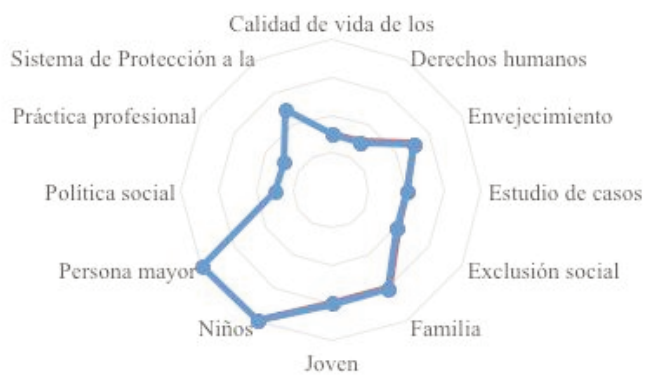 Calidad de vida de los
Sistema de Protección a la
Derechos humanos
Práctica profesional
Envejecimiento
Política social
Estudio de casos
Persona mayor
Exclusión social
Niños
Familia
Joven